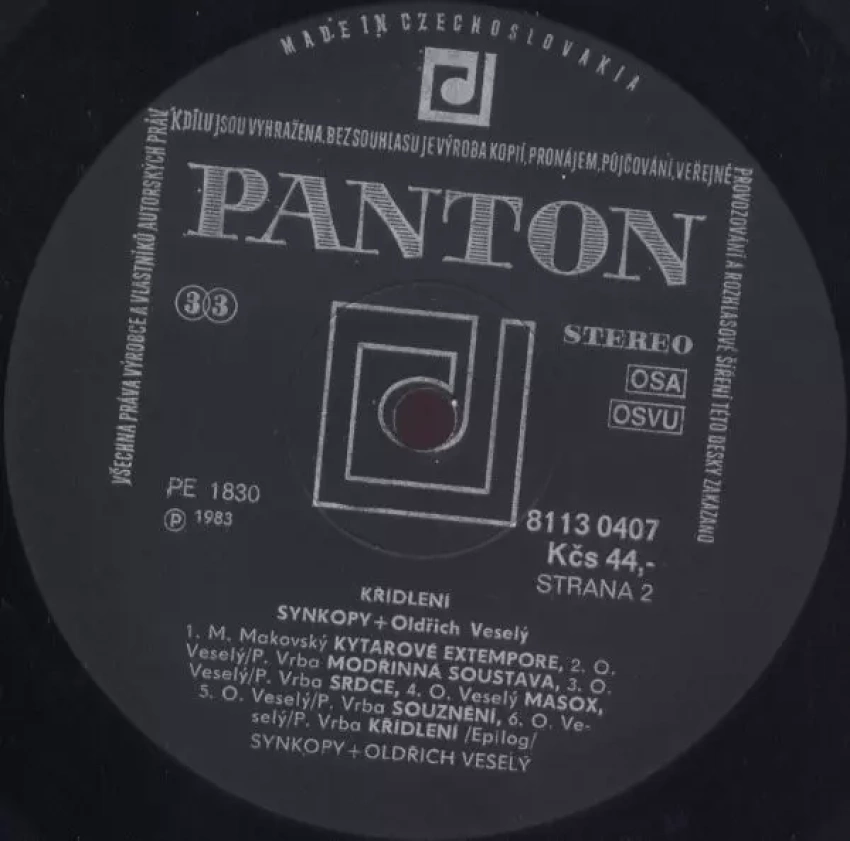 MADE IN CZECHOSLOVAKIA
VŠECHNA PRÁVA VÝROBCE A VLASTNÍKŮ AUTORSKÝCH PRÁV
K DÍLU JSOU VYHRAŽENA. BEZ SOUHLASU JE VÝROBA KOPIÍ, PRONÁJEM, PŮJČOVÁNÍ, VEŘEJNÉ
PROVOZOVÁNÍ A ROZHLASOVÉ ŠÍŘENÍ TÉTO DESKY ZAKÁZÁNO
PANTON
33
STEREO
OSA
OSVU
PE 1830
Ⓟ 1983
8113 0407
Kčs 44,-
STRANA 2
KŘÍDLENÍ
SYNKOPY+Oldřich Veselý
1. M. Makovský KYTAROVÉ EXTEMPORE, 2. O.
Veselý/P. Vrba MODŘINNÁ SOUSTAVA, 3. O.
Veselý/P. Vrba SRDCE, 4. O. Veselý MASOX,
5. O. Veselý/P. Vrba SOUZNĚNÍ, 6. O. Ve-
selý/P. Vrba KŘÍDLENÍ /Epilog/
SYNKOPY+OLDŘICH VESELÝ